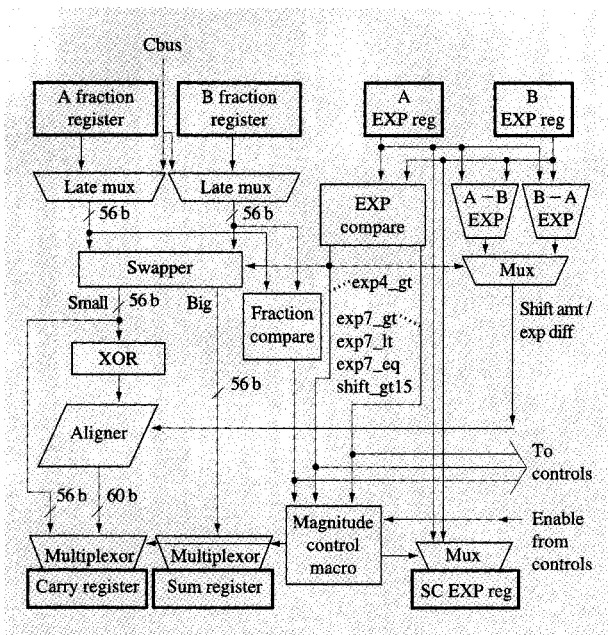 Cbus
A fraction
register
B fraction
register
A
EXP reg
B
EXP reg
Late mux
Late mux
56 b
56 b
EXP
compare
A − B
EXP
B − A
EXP
Swapper
Mux
Small
56 b
Big
Fraction
compare
exp4_gt
exp7_gt
exp7_lt
exp7_eq
shift_gt15
Shift amt /
exp diff
XOR
56 b
Aligner
To
controls
56 b
60 b
Multiplexor
Carry register
Multiplexor
Sum register
Magnitude
control
macro
Enable
from
controls
Mux
SC EXP reg